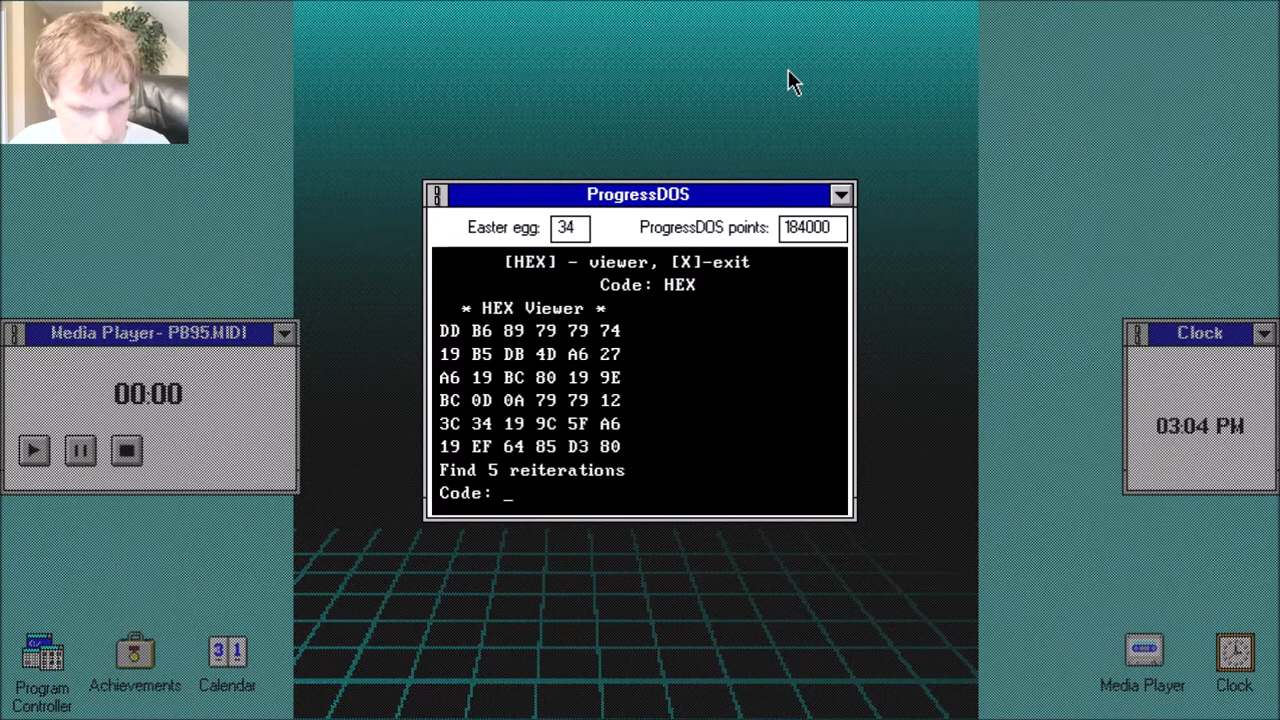 ProgressDOS
Easter egg: 34 ProgressDOS points: 184000
[HEX] - viewer, [X]-exit
Code: HEX
* HEX Viewer *
DD B6 89 79 79 74
19 B5 DB 4D A6 27
A6 19 BC 80 19 9E
BC 0D 0A 79 79 12
3C 34 19 9C 5F A6
19 EF 64 85 D3 80
Find 5 reiterations
Code: _
Media Player- PB95.MIDI
00:00
Clock
03:04 PM
Program
Controller
Achievements
31
Calendar
Media Player
Clock